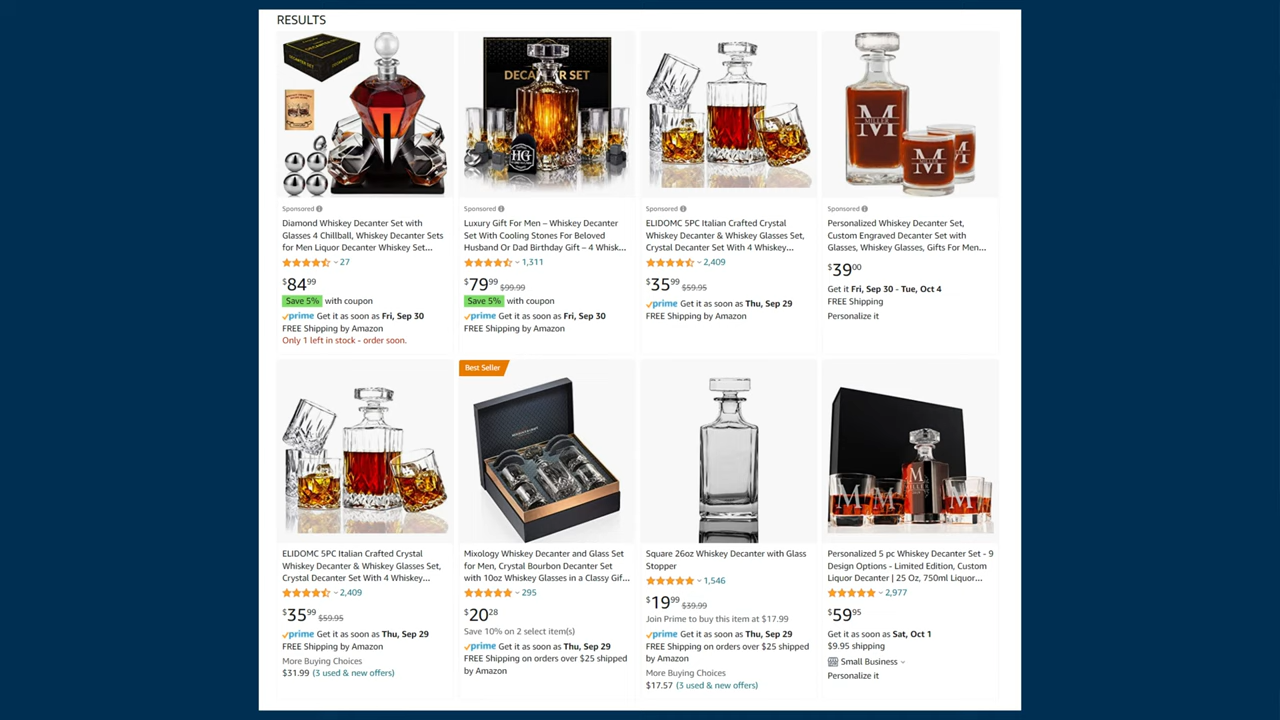 RESULTS
DECANTER SET
HG
M
MILLER
M
MILLER
M
Sponsored
Diamond Whiskey Decanter Set with
Glasses 4 Chillball, Whiskey Decanter Sets
for Men Liquor Decanter Whiskey Set...
27
$84.99
Save 5% with coupon
prime Get it as soon as Fri, Sep 30
FREE Shipping by Amazon
Only 1 left in stock - order soon.
Sponsored
Luxury Gift For Men – Whiskey Decanter
Set With Cooling Stones For Beloved
Husband Or Dad Birthday Gift – 4 Whisk...
1,311
$79.99 $99.99
Save 5% with coupon
prime Get it as soon as Fri, Sep 30
FREE Shipping by Amazon
Sponsored
ELIDOMC 5PC Italian Crafted Crystal
Whiskey Decanter & Whiskey Glasses Set,
Crystal Decanter Set With 4 Whiskey...
2,409
$35.99 $59.95
prime Get it as soon as Thu, Sep 29
FREE Shipping by Amazon
Sponsored
Personalized Whiskey Decanter Set,
Custom Engraved Decanter Set with
Glasses, Whiskey Glasses, Gifts For Men...
$39.00
Get it Fri, Sep 30 - Tue, Oct 4
FREE Shipping
Personalize it
ELIDOMC 5PC Italian Crafted Crystal
Whiskey Decanter & Whiskey Glasses Set,
Crystal Decanter Set With 4 Whiskey...
2,409
$35.99 $59.95
prime Get it as soon as Thu, Sep 29
FREE Shipping by Amazon
More Buying Choices
$31.99 (3 used & new offers)
Best Seller
Mixology Whiskey Decanter and Glass Set
for Men, Crystal Bourbon Decanter Set
with 10oz Whiskey Glasses in a Classy Gif...
295
$20.28
Save 10% on 2 select item(s)
prime Get it as soon as Thu, Sep 29
FREE Shipping on orders over $25 shipped
by Amazon
Square 26oz Whiskey Decanter with Glass
Stopper
1,546
$19.99 $39.99
Join Prime to buy this item at $17.99
prime Get it as soon as Thu, Sep 29
FREE Shipping on orders over $25 shipped
by Amazon
More Buying Choices
$17.57 (3 used & new offers)
M
M
M
MILLER
M
Personalized 5 pc Whiskey Decanter Set - 9
Design Options - Limited Edition, Custom
Liquor Decanter | 25 Oz, 750ml Liquor...
2,977
$59.95
Get it as soon as Sat, Oct 1
$9.95 shipping
Small Business
Personalize it